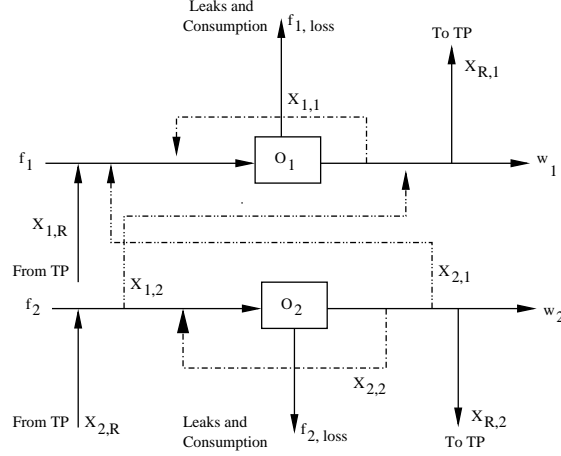 Leaks and
Consumption
f1, loss
To TP
XR,1
X1,1
f1
O1
w1
X1,R
From TP
X1,2
X2,1
f2
O2
w2
X2,2
From TP
X2,R
Leaks and
Consumption
f2, loss
XR,2
To TP